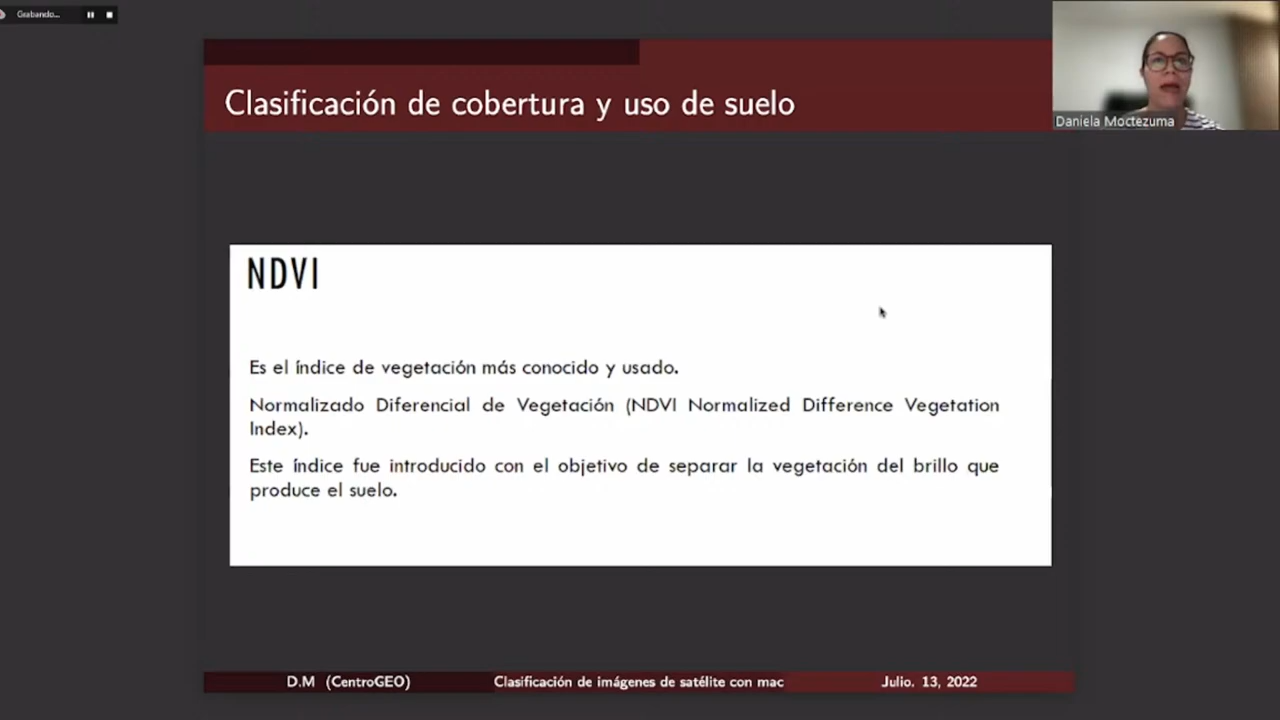 Grabando...
Clasificación de cobertura y uso de suelo
Daniela Moctezuma
NDVI
Es el índice de vegetación más conocido y usado.
Normalizado Diferencial de Vegetación (NDVI Normalized Difference Vegetation
Index).
Este índice fue introducido con el objetivo de separar la vegetación del brillo que
produce el suelo.
D.M (CentroGEO)
Clasificación de imágenes de satélite con mac
Julio. 13, 2022